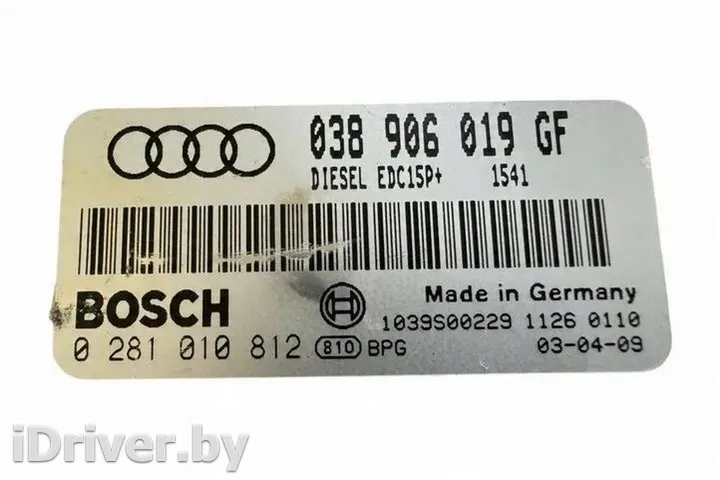 038 906 019 GF
DIESEL EDC15P+ 1541
BOSCH
Made in Germany
1039S00229 1126 0110
0 281 010 812 810 BPG 03-04-09
iDriver.by